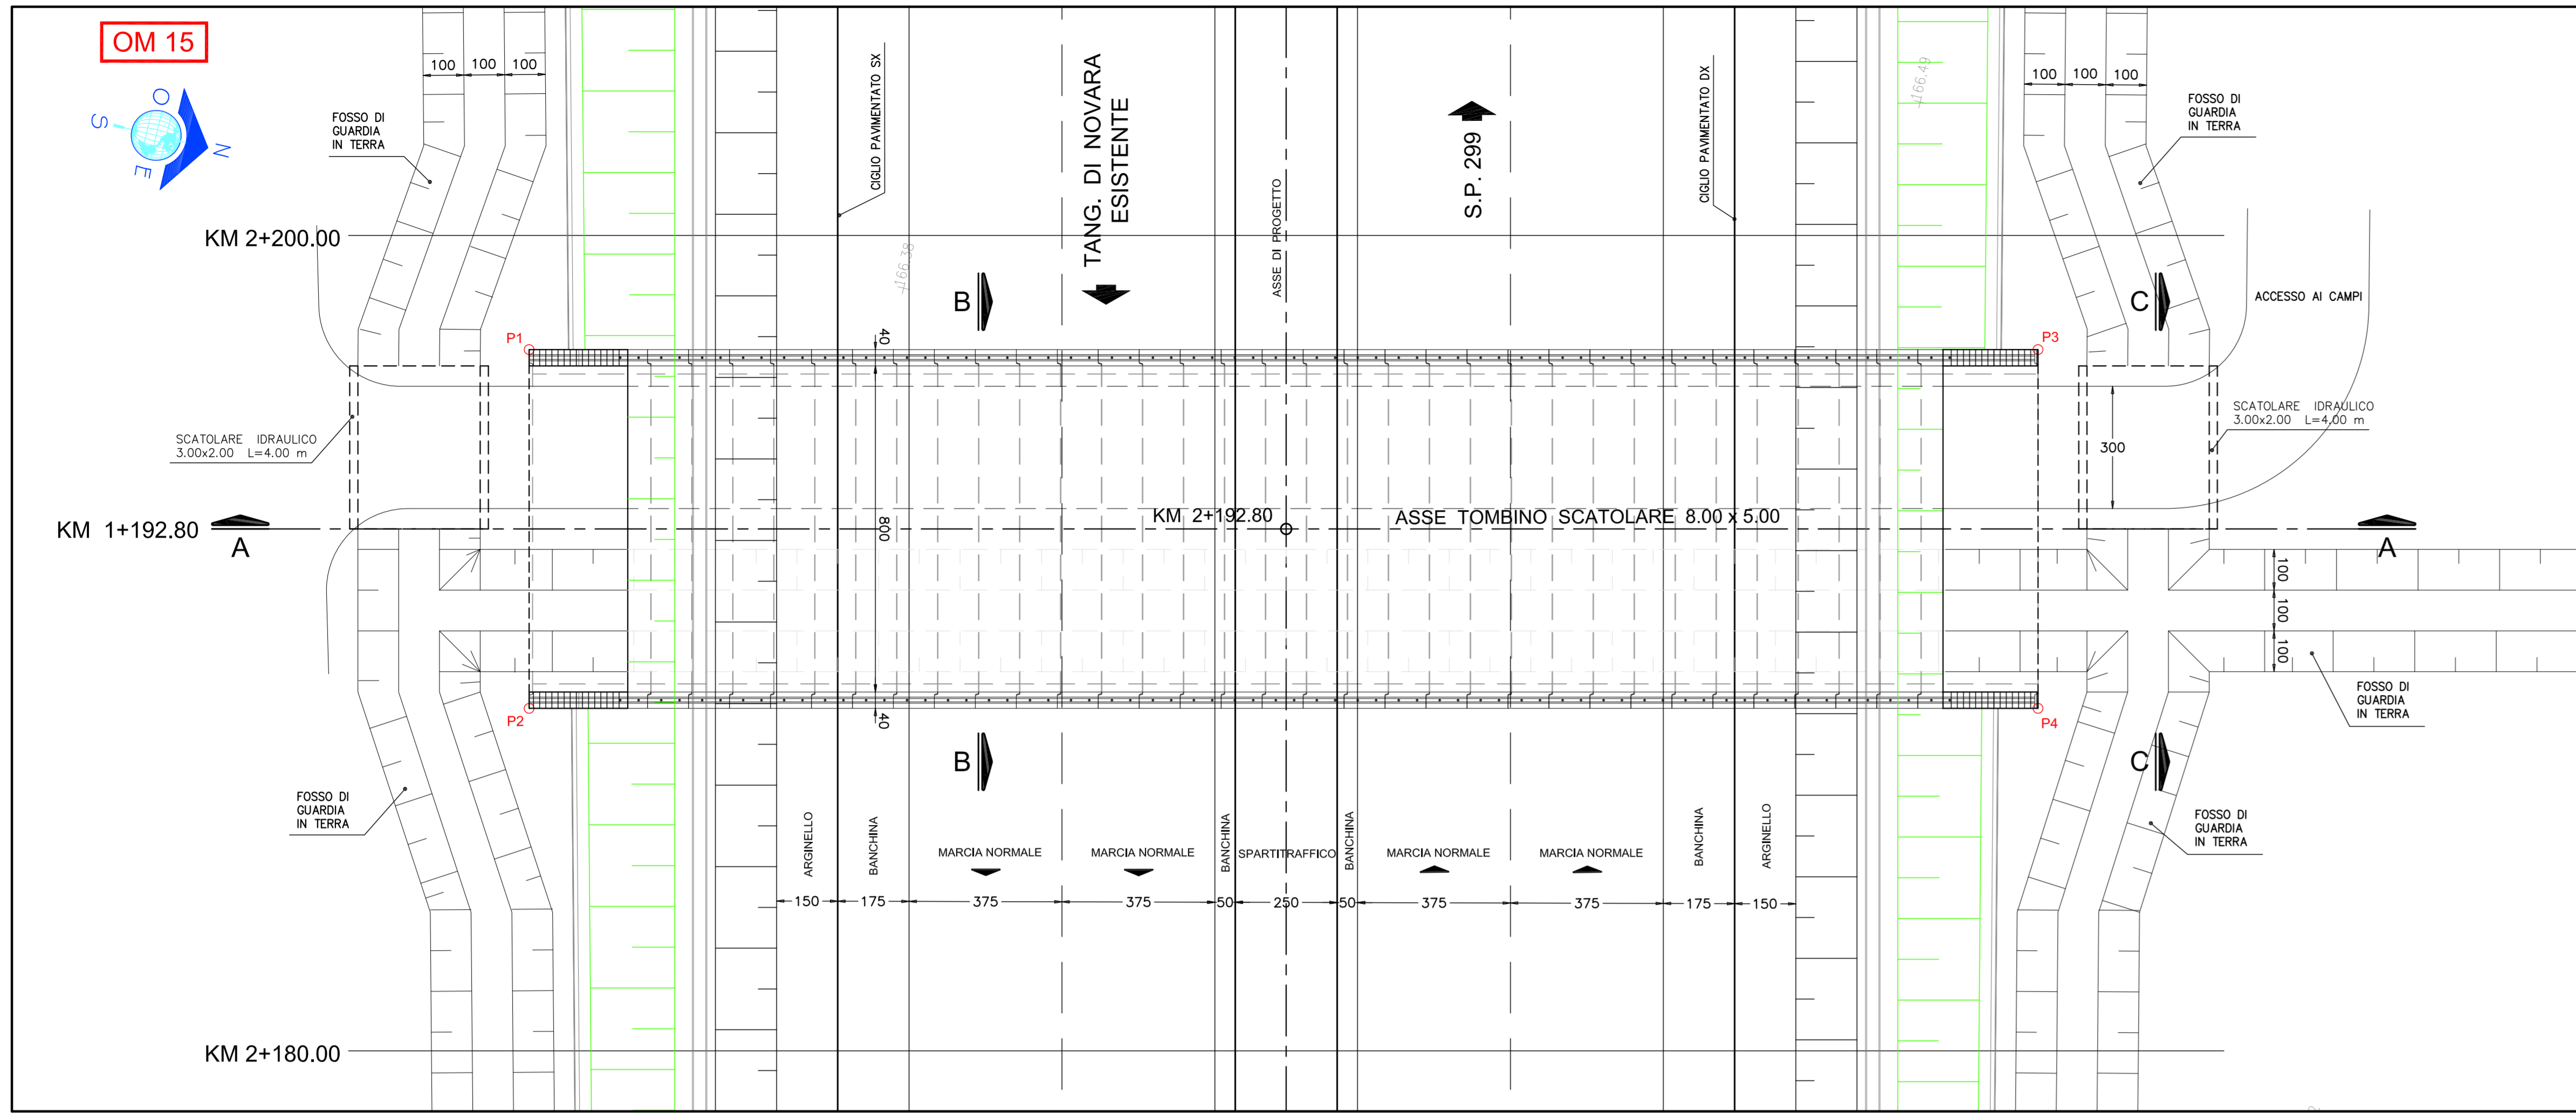 OM 15
O
S
N
E
100 100 100
FOSSO DI
GUARDIA
IN TERRA
KM 2+200.00
CIGLIO PAVIMENTATO SX
+166.38
TANG. DI NOVARA
ESISTENTE
ASSE DI PROGETTO
S.P. 299
CIGLIO PAVIMENTATO DX
+166.49
100 100 100
FOSSO DI
GUARDIA
IN TERRA
ACCESSO AI CAMPI
B
C
P1
40
P3
SCATOLARE IDRAULICO
3.00x2.00 L=4.00 m
SCATOLARE IDRAULICO
3.00x2.00 L=4.00 m
300
KM 1+192.80
A
800
KM 2+192.80
ASSE TOMBINO SCATOLARE 8.00 x 5.00
A
100
100
100
FOSSO DI
GUARDIA
IN TERRA
P2
40
P4
B
C
FOSSO DI
GUARDIA
IN TERRA
FOSSO DI
GUARDIA
IN TERRA
ARGINELLO
BANCHINA
MARCIA NORMALE
MARCIA NORMALE
BANCHINA
SPARTITRAFFICO
BANCHINA
MARCIA NORMALE
MARCIA NORMALE
BANCHINA
ARGINELLO
150 175 375 375 50 250 50 375 375 175 150
KM 2+180.00